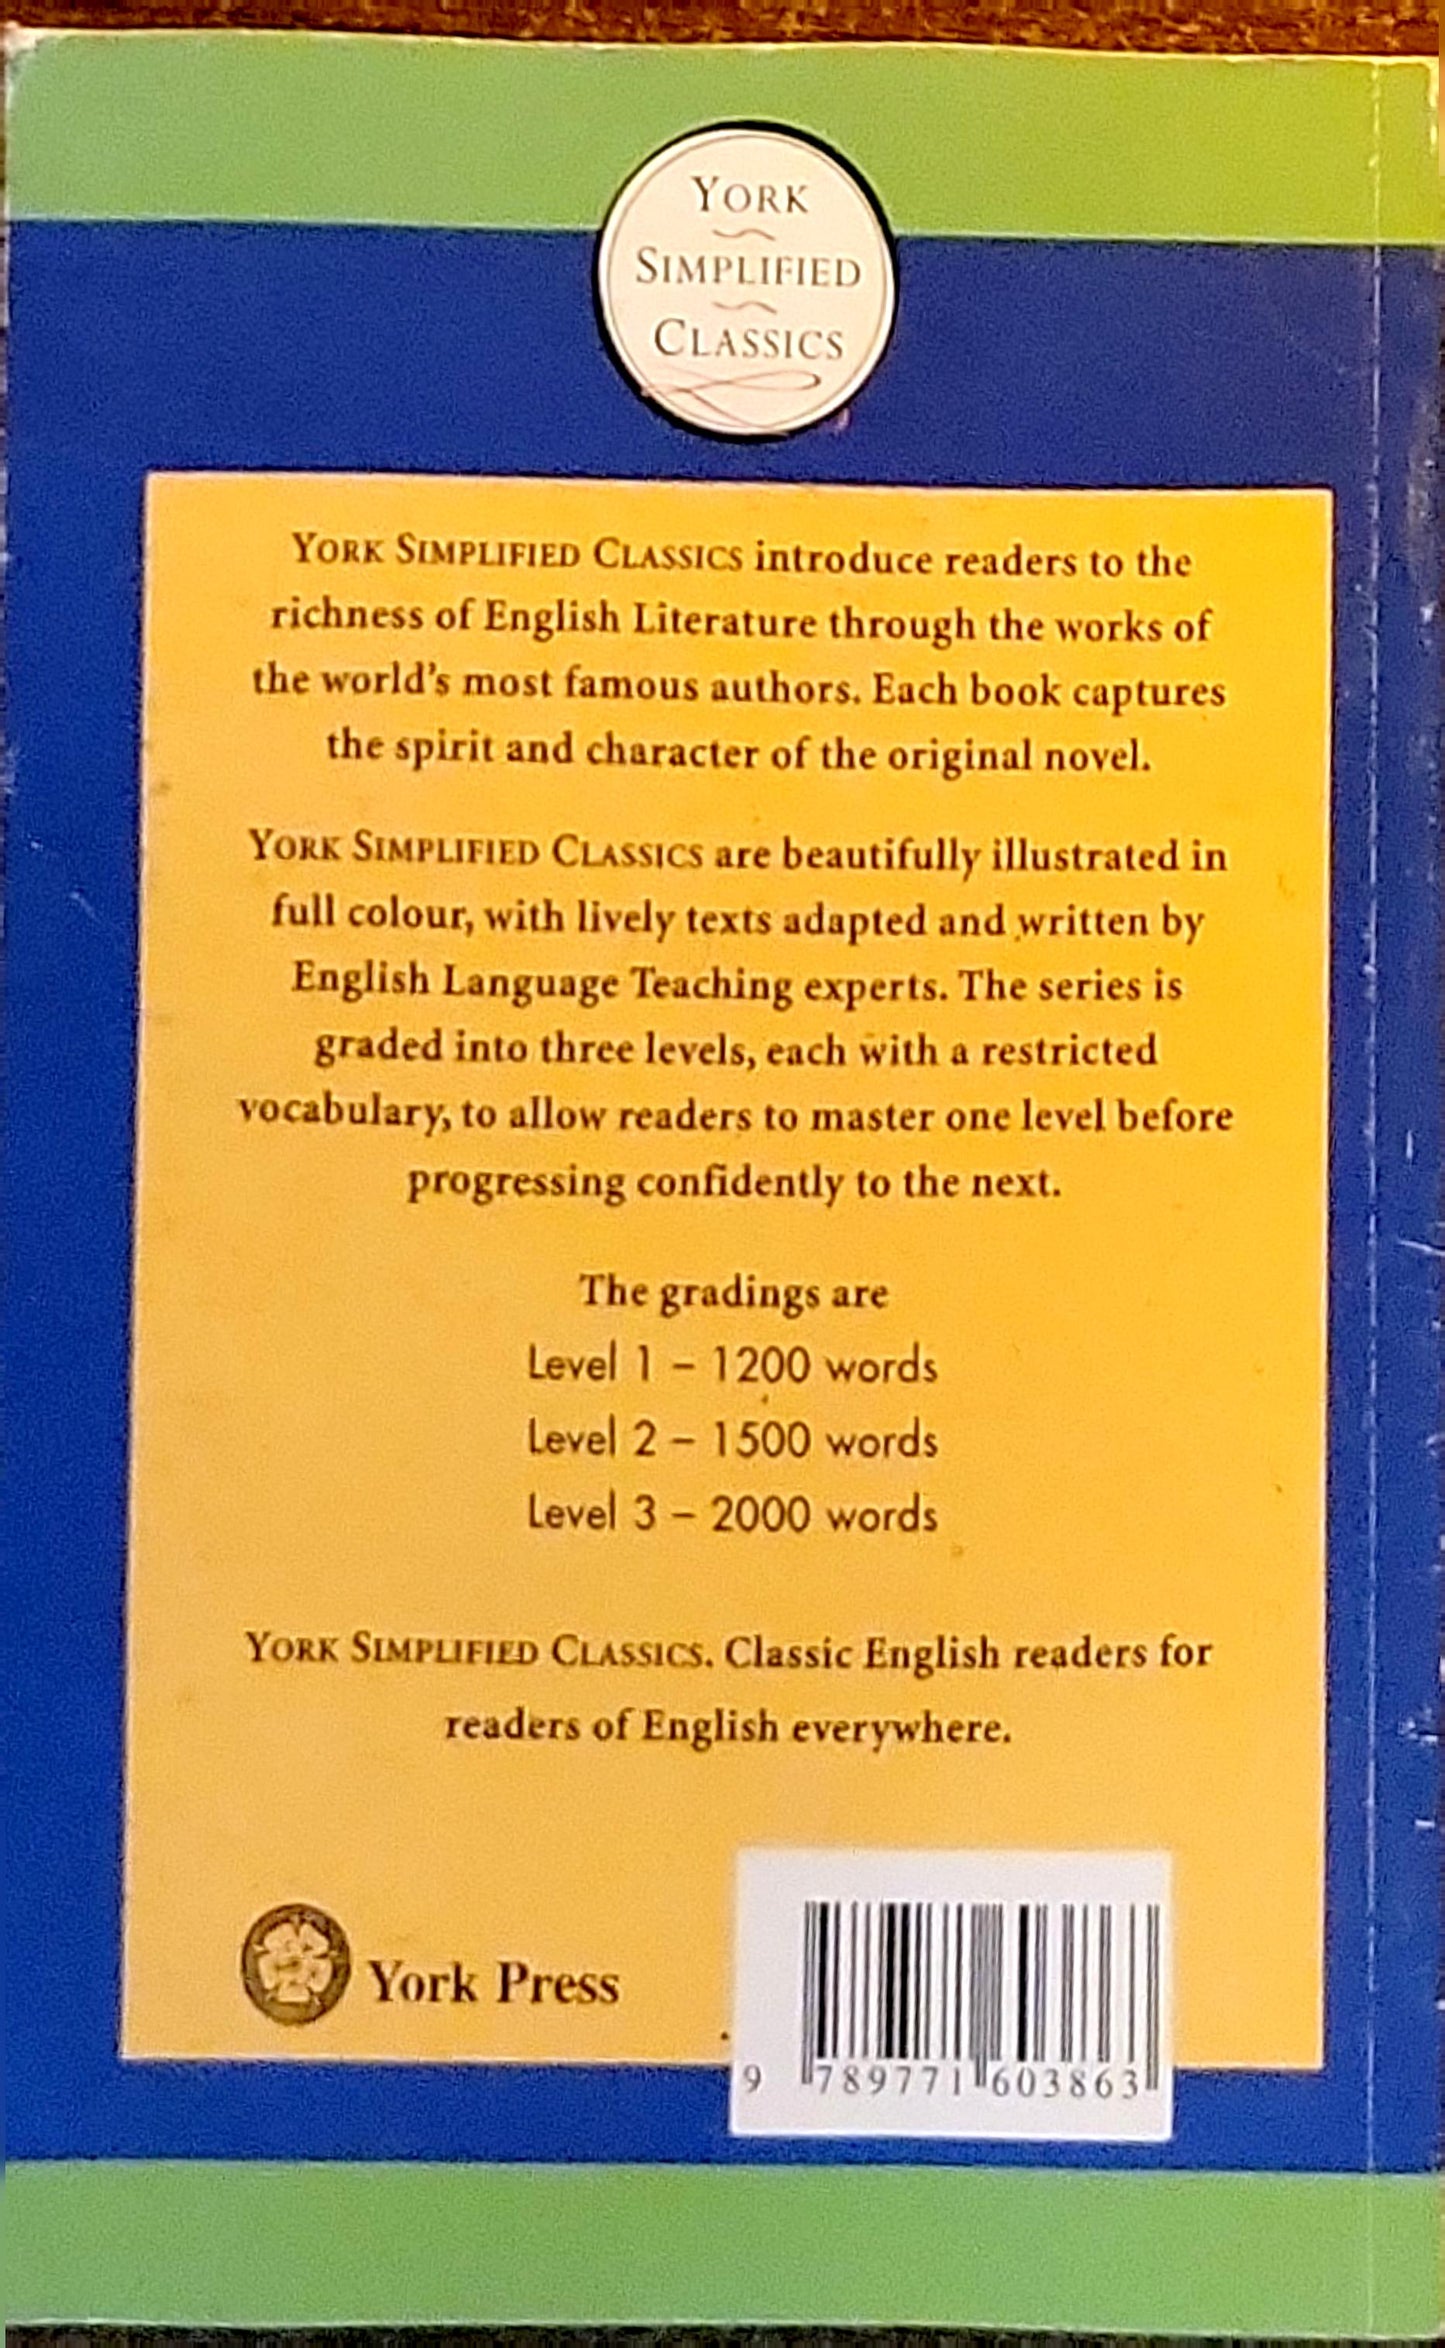 YORK
SIMPLIFIED
CLASSICS
YORK SIMPLIFIED CLASSICS introduce readers to the
richness of English Literature through the works of
the world's most famous authors. Each book captures
the spirit and character of the original novel.
YORK SIMPLIFIED CLASSICS are beautifully illustrated in
full colour, with lively texts adapted and written by
English Language Teaching experts. The series is
graded into three levels, each with a restricted
vocabulary, to allow readers to master one level before
progressing confidently to the next.
The gradings are
Level 1 – 1200 words
Level 2 – 1500 words
Level 3 – 2000 words
YORK SIMPLIFIED CLASSICS. Classic English readers for
readers of English everywhere.
York Press
9 789771 603863